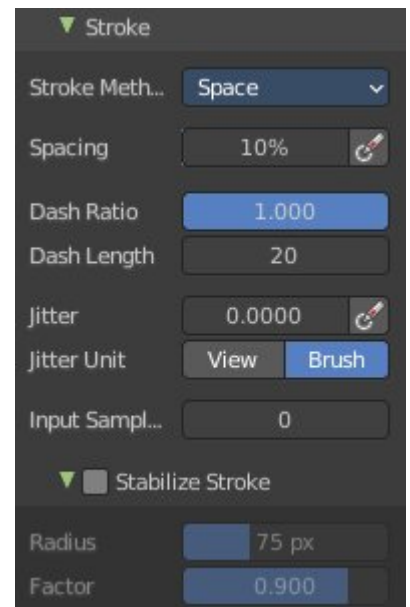 Stroke
Stroke Meth... Space
Spacing 10%
Dash Ratio 1.000
Dash Length 20
Jitter 0.0000
Jitter Unit View Brush
Input Sampl... 0
Stabilize Stroke
Radius 75 px
Factor 0.900